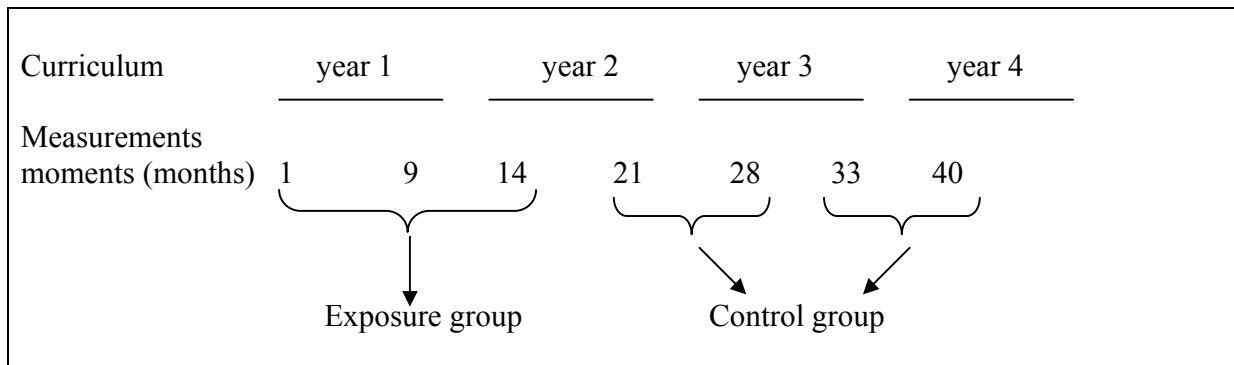 Curriculum year 1 year 2 year 3 year 4
Measurements
moments (months) 1 9 14 21 28 33 40
Exposure group Control group